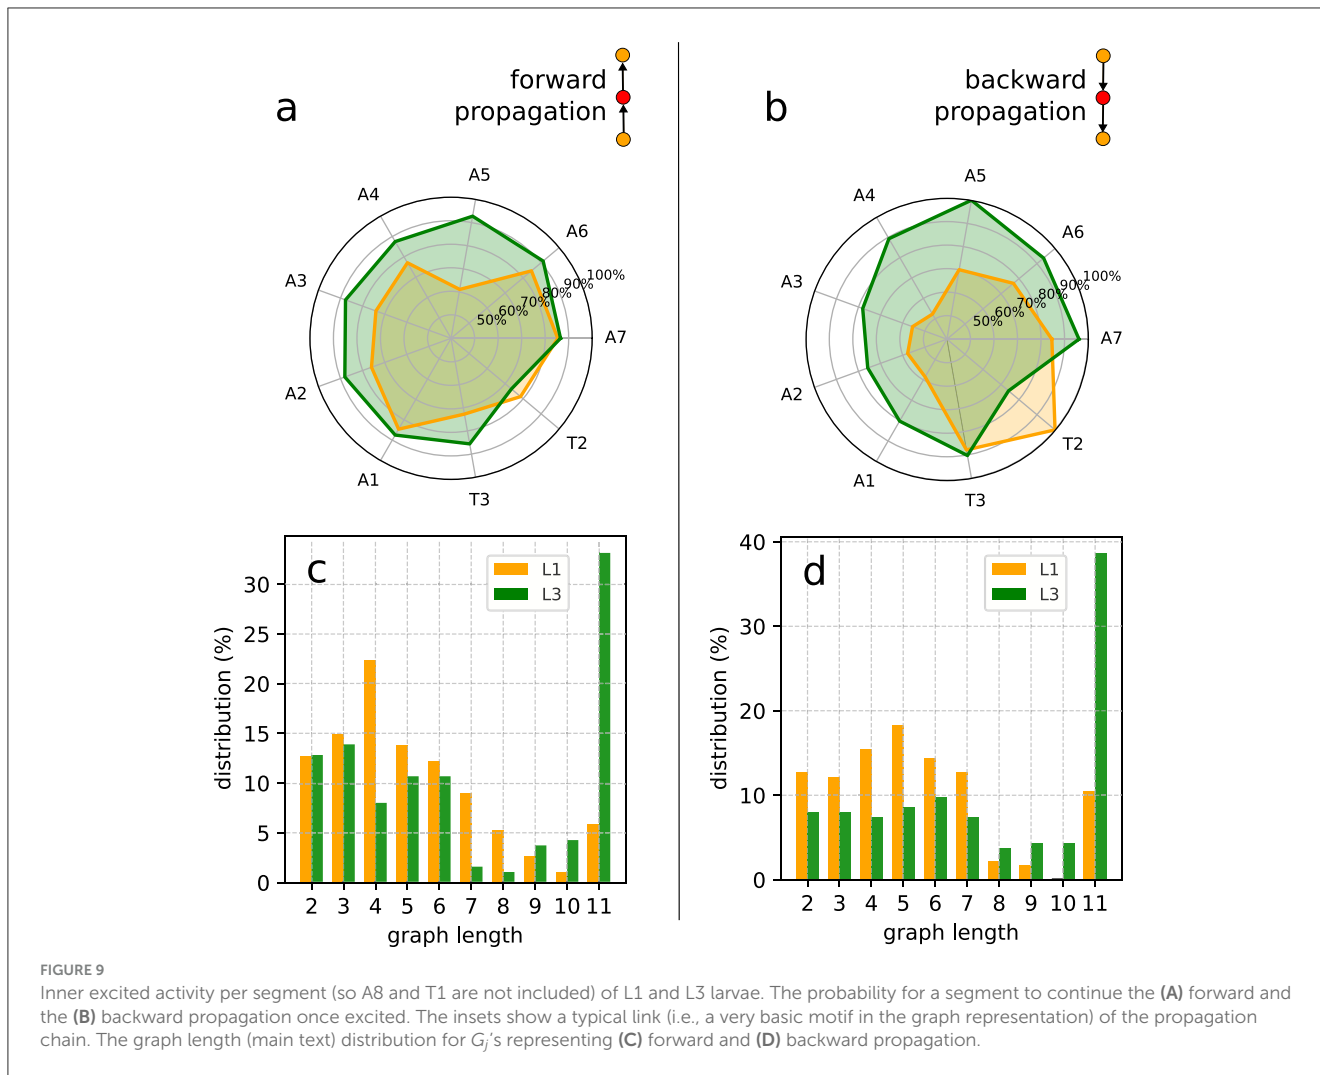 a
forward
propagation
A5
A4
A6
A3
100%
90%
80%
70%
60%
50%
A7
A2
T2
A1
T3
b
backward
propagation
A5
A4
A6
A3
100%
90%
80%
70%
60%
50%
A7
A2
T2
A1
T3
c
L1
L3
distribution (%)
30
25
20
15
10
5
0
2 3 4 5 6 7 8 9 10 11
graph length
d
L1
L3
distribution (%)
40
30
20
10
0
2 3 4 5 6 7 8 9 10 11
graph length
FIGURE 9
Inner excited activity per segment (so A8 and T1 are not included) of L1 and L3 larvae. The probability for a segment to continue the (A) forward and
the (B) backward propagation once excited. The insets show a typical link (i.e., a very basic motif in the graph representation) of the propagation
chain. The graph length (main text) distribution for Gj's representing (C) forward and (D) backward propagation.